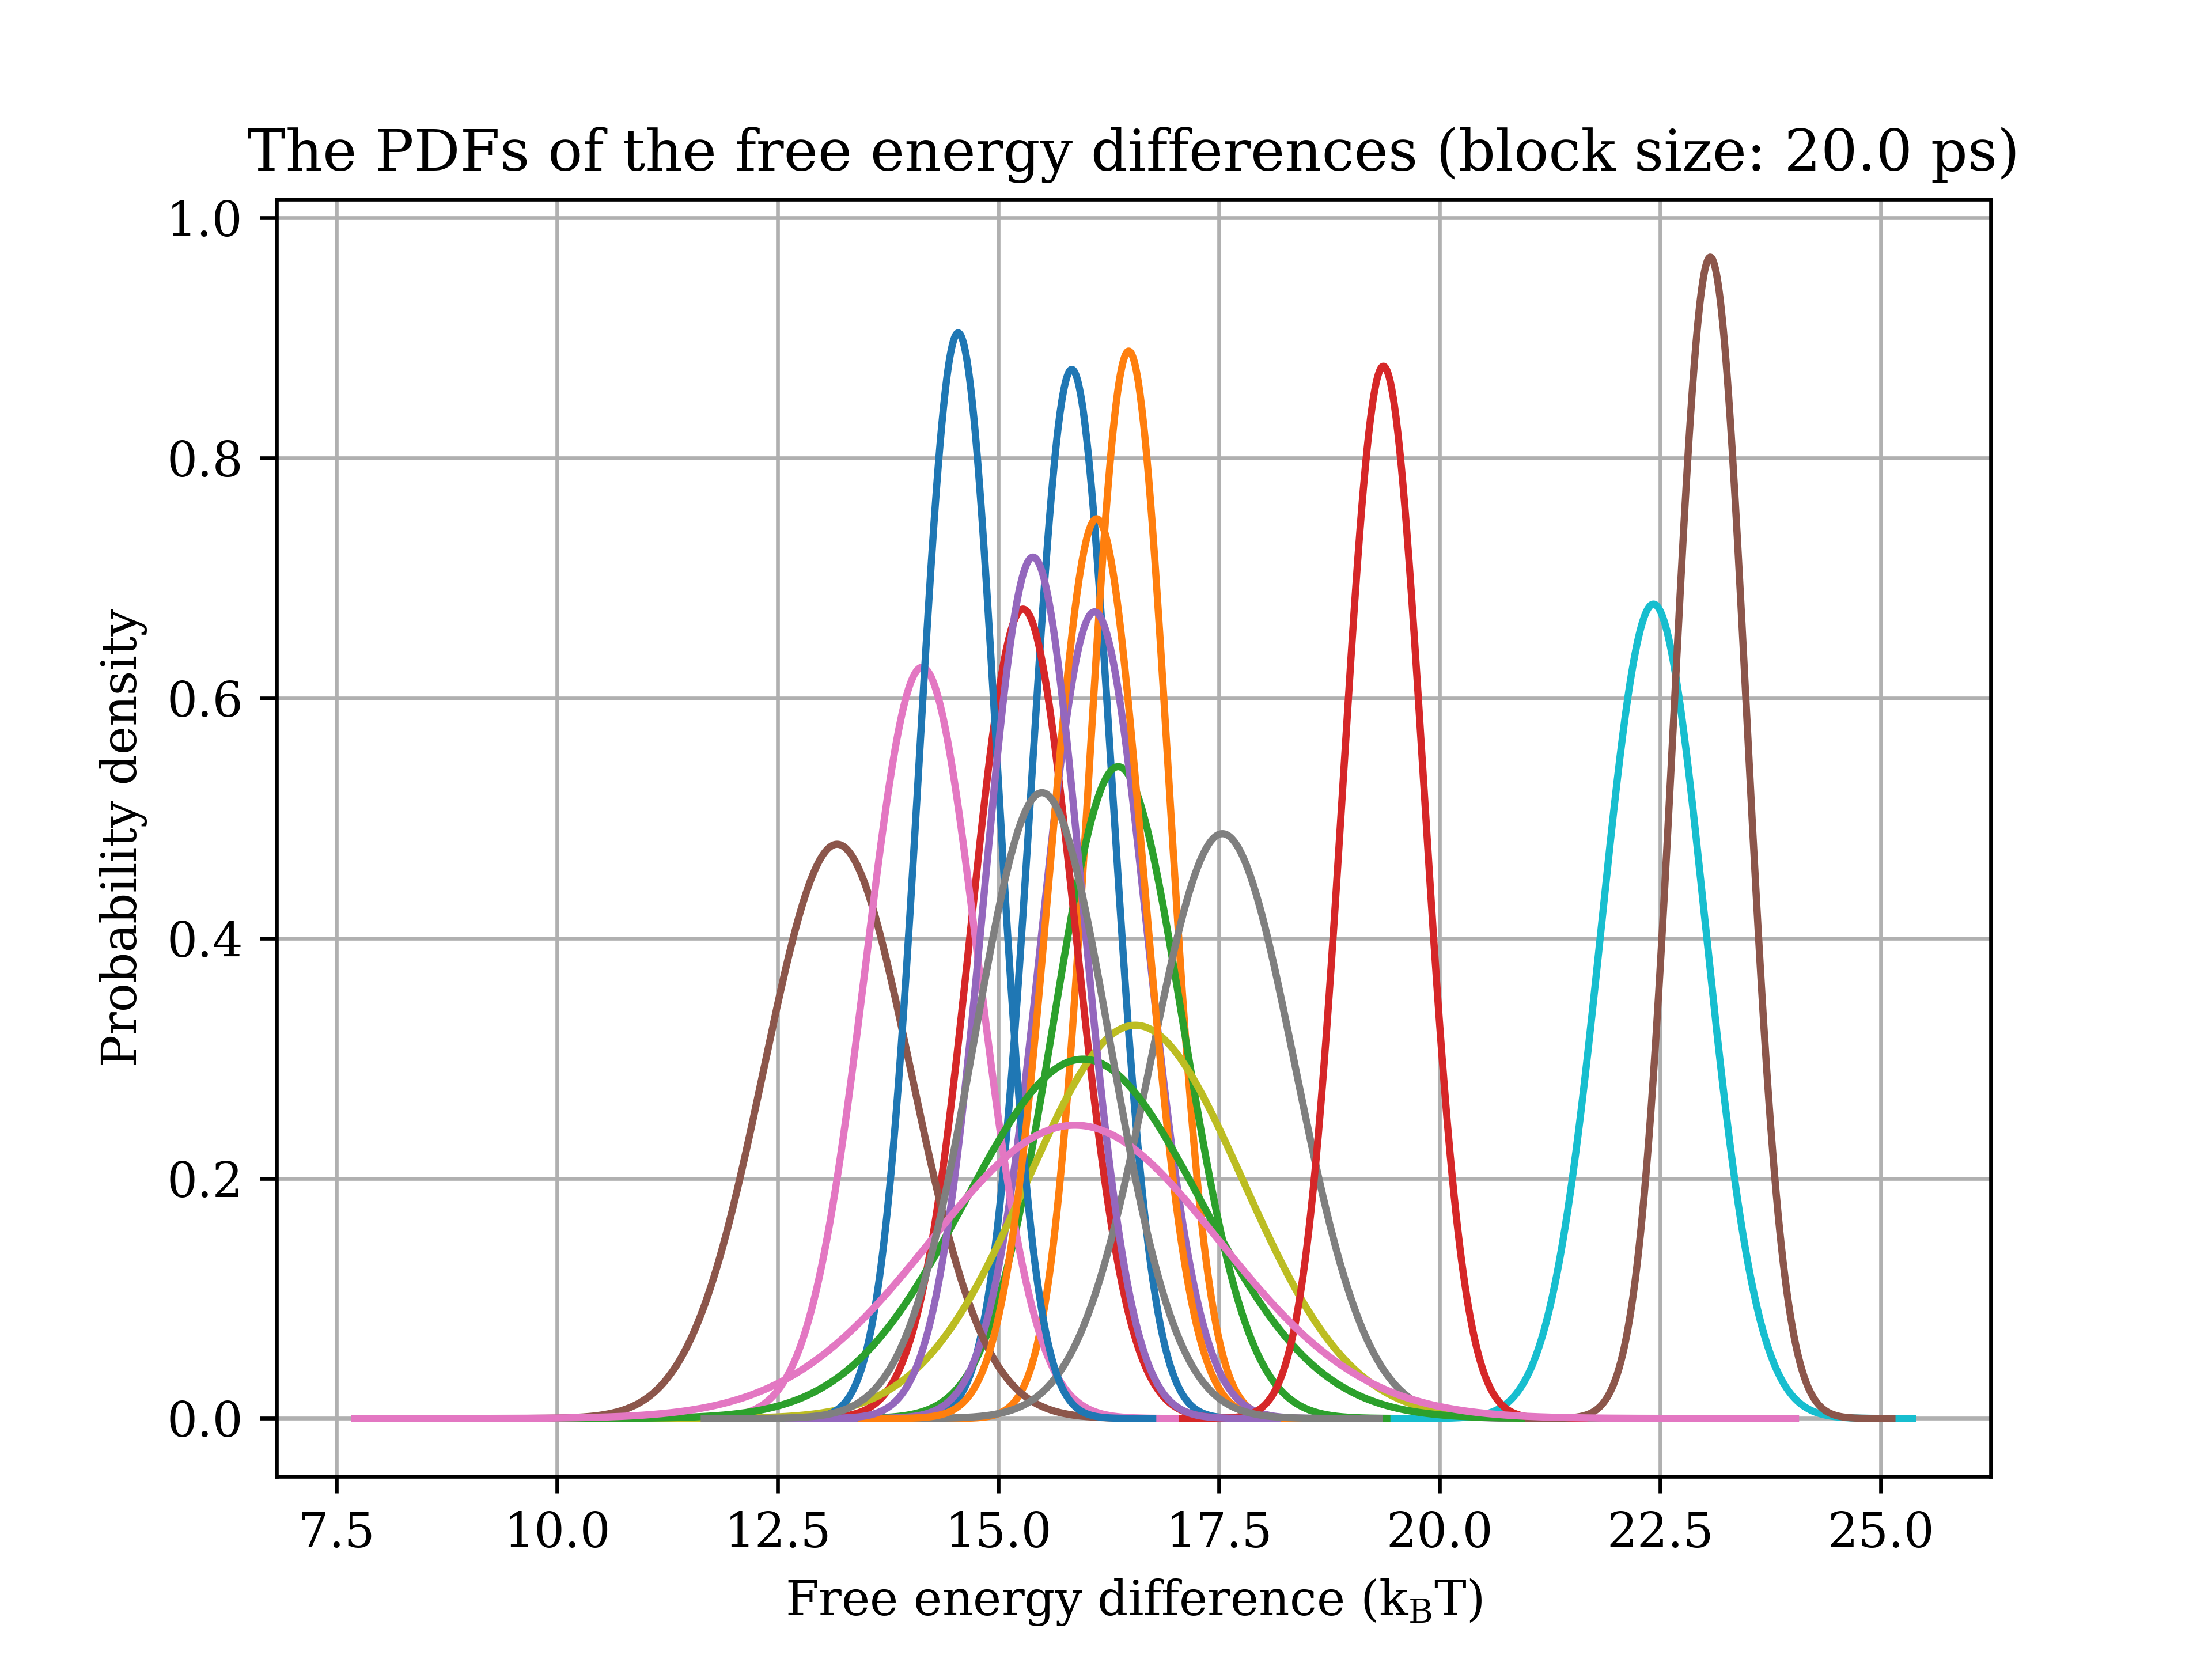 The PDFs of the free energy differences (block size: 20.0 ps)
1.0
0.8
0.6
0.4
0.2
0.0
Probability density
7.5 10.0 12.5 15.0 17.5 20.0 22.5 25.0
Free energy difference (k_BT)